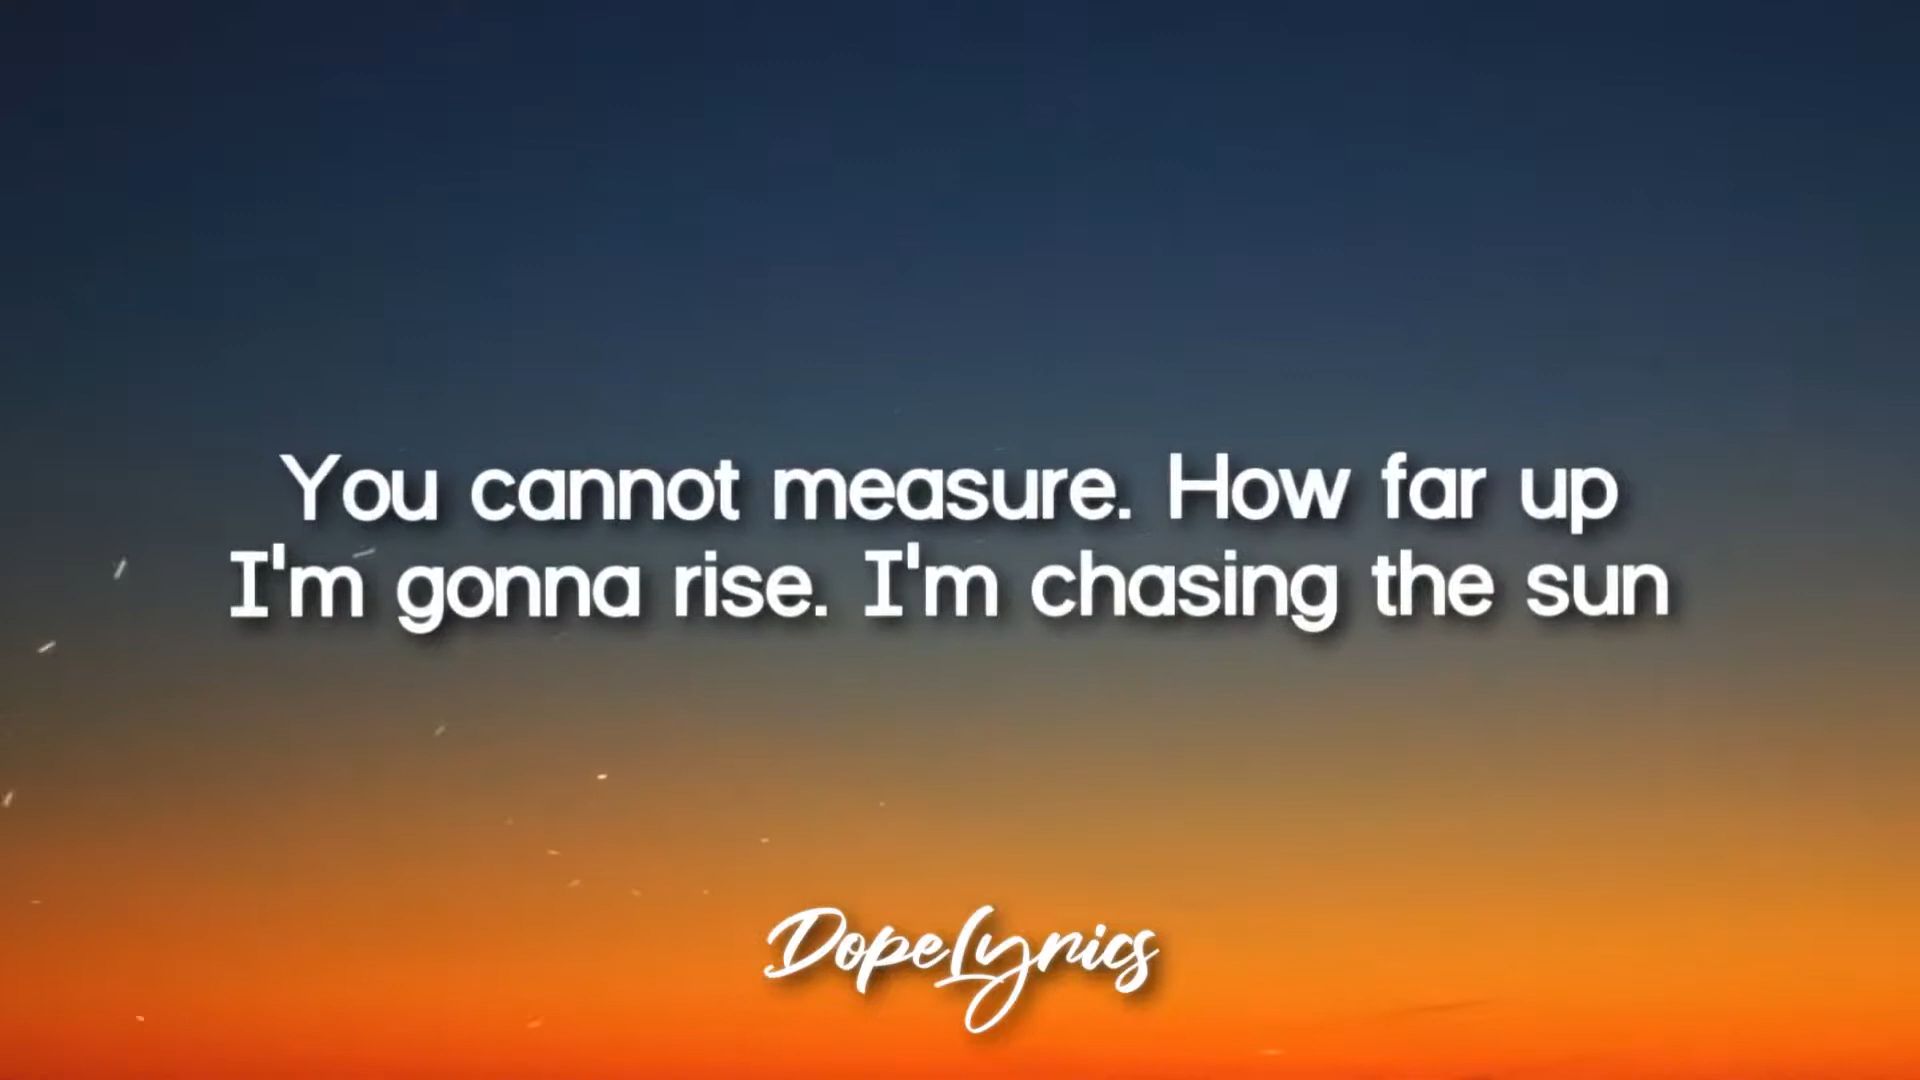 You cannot measure. How far up
I'm gonna rise. I'm chasing the sun
DopeLyrics